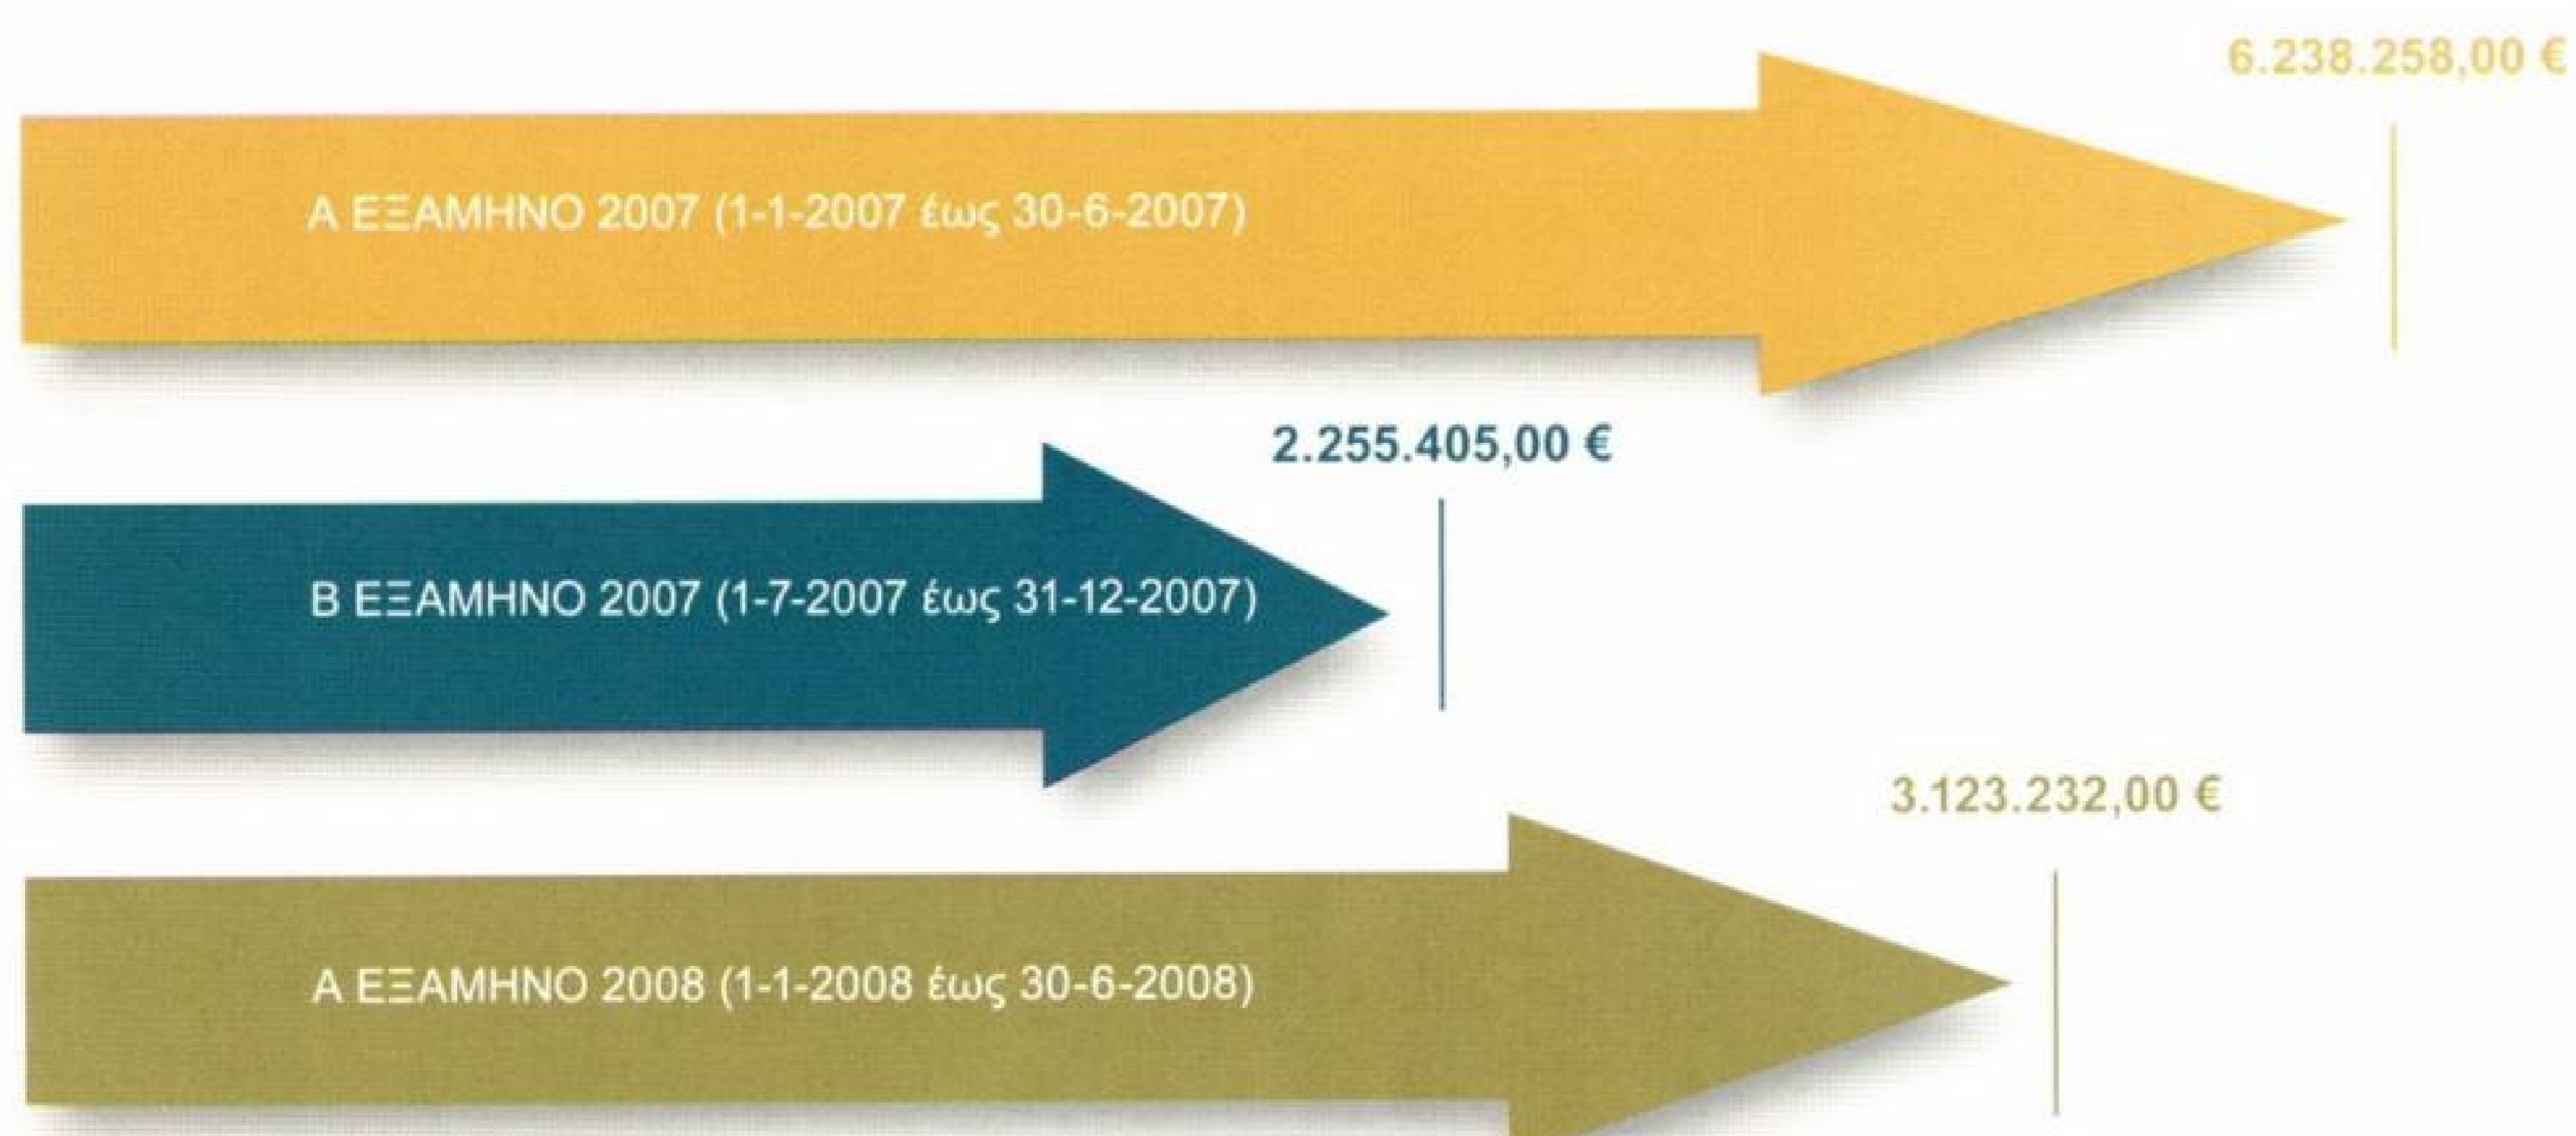 6.238.258,00 €
Α ΕΞΑΜΗΝΟ 2007 (1-1-2007 έως 30-6-2007)
2.255.405,00 €
Β ΕΞΑΜΗΝΟ 2007 (1-7-2007 έως 31-12-2007)
3.123.232,00 €
Α ΕΞΑΜΗΝΟ 2008 (1-1-2008 έως 30-6-2008)